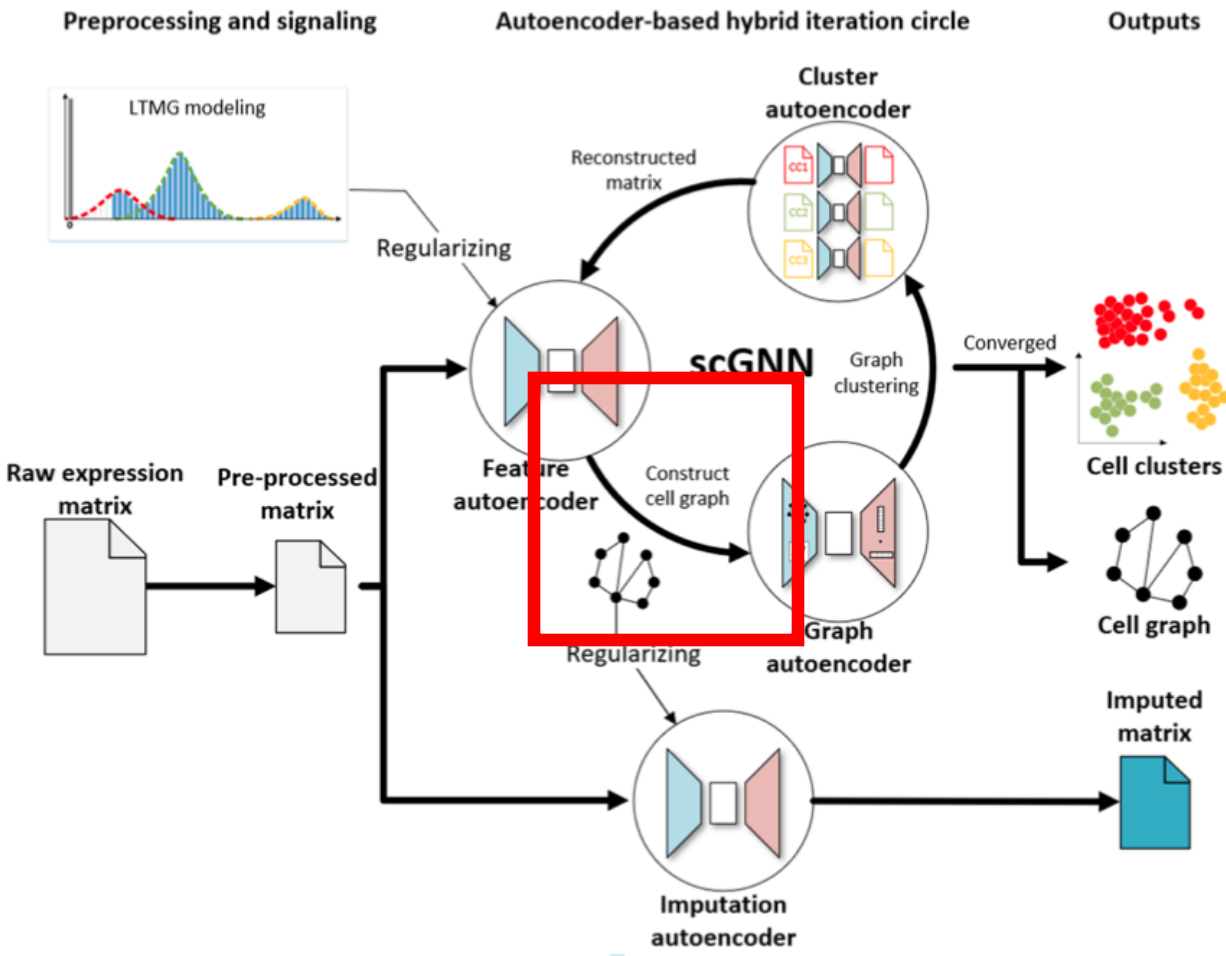 Preprocessing and signaling
Autoencoder-based hybrid iteration circle
Outputs
LTMG modeling
0
Regularizing
Reconstructed
matrix
Cluster
autoencoder
CC1
CC2
CC3
scGNN
Graph
clustering
Converged
Feature
autoencoder
Construct
cell graph
Raw expression
matrix
Pre-processed
matrix
Cell clusters
Cell graph
Graph
autoencoder
Regularizing
Imputed
matrix
Imputation
autoencoder